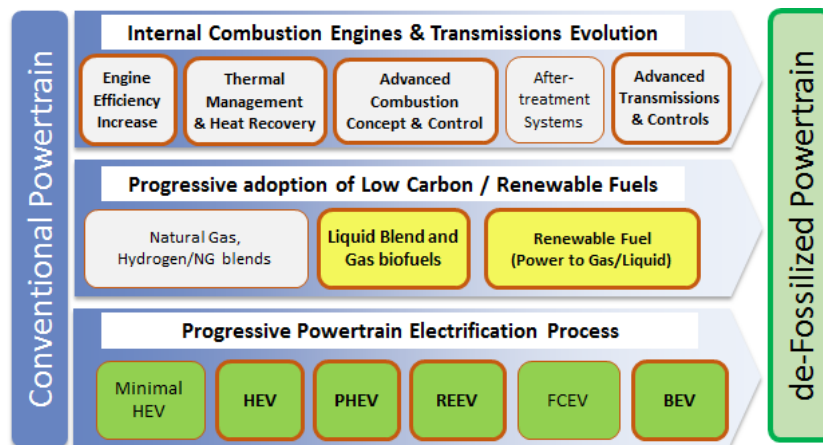 Conventional Powertrain
Internal Combustion Engines & Transmissions Evolution
Engine
Efficiency
Increase
Thermal
Management
& Heat Recovery
Advanced
Combustion
Concept & Control
After-
treatment
Systems
Advanced
Transmissions
& Controls
Progressive adoption of Low Carbon / Renewable Fuels
Natural Gas,
Hydrogen/NG blends
Liquid Blend and
Gas biofuels
Renewable Fuel
(Power to Gas/Liquid)
Progressive Powertrain Electrification Process
Minimal
HEV
HEV
PHEV
REEV
FCEV
BEV
de-Fossilized Powertrain